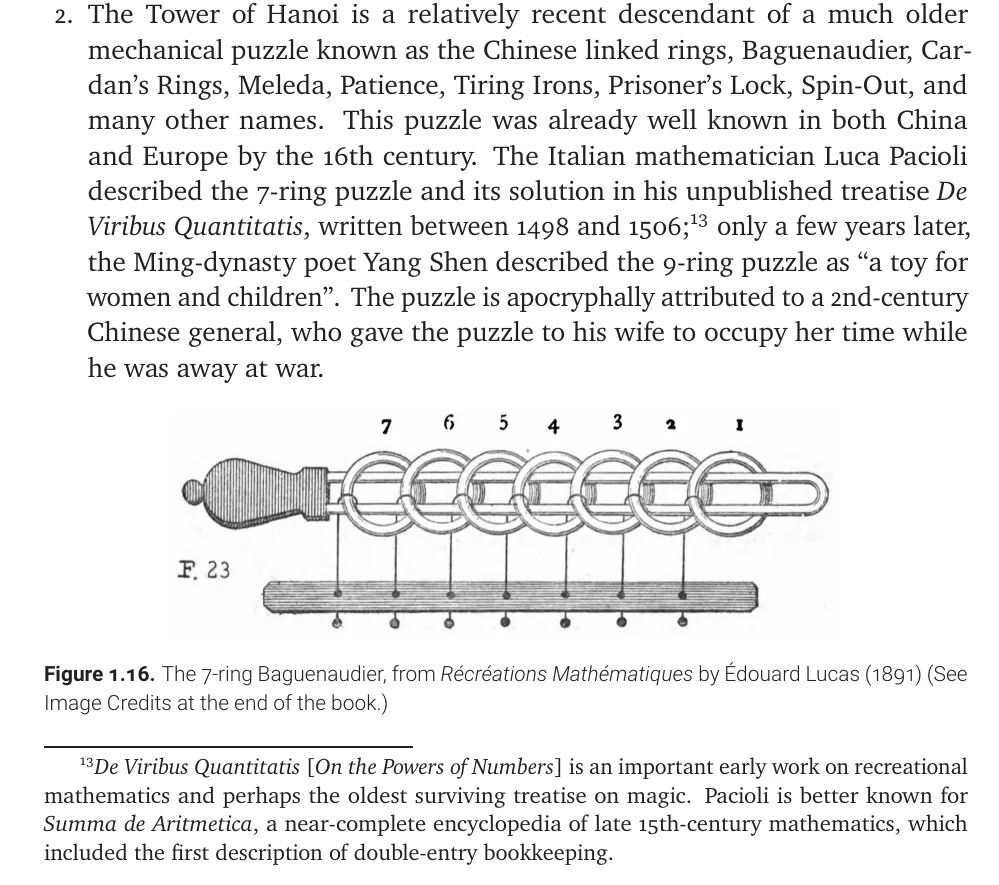 2. The Tower of Hanoi is a relatively recent descendant of a much older
mechanical puzzle known as the Chinese linked rings, Baguenaudier, Car-
dan’s Rings, Meleda, Patience, Tiring Irons, Prisoner’s Lock, Spin-Out, and
many other names. This puzzle was already well known in both China
and Europe by the 16th century. The Italian mathematician Luca Pacioli
described the 7-ring puzzle and its solution in his unpublished treatise De
Viribus Quantitatis, written between 1498 and 1506;¹³ only a few years later,
the Ming-dynasty poet Yang Shen described the 9-ring puzzle as “a toy for
women and children”. The puzzle is apocryphally attributed to a 2nd-century
Chinese general, who gave the puzzle to his wife to occupy her time while
he was away at war.
7 6 5 4 3 2 1
F. 23
Figure 1.16. The 7-ring Baguenaudier, from Récréations Mathématiques by Édouard Lucas (1891) (See
Image Credits at the end of the book.)
¹³De Viribus Quantitatis [On the Powers of Numbers] is an important early work on recreational
mathematics and perhaps the oldest surviving treatise on magic. Pacioli is better known for
Summa de Aritmetica, a near-complete encyclopedia of late 15th-century mathematics, which
included the first description of double-entry bookkeeping.